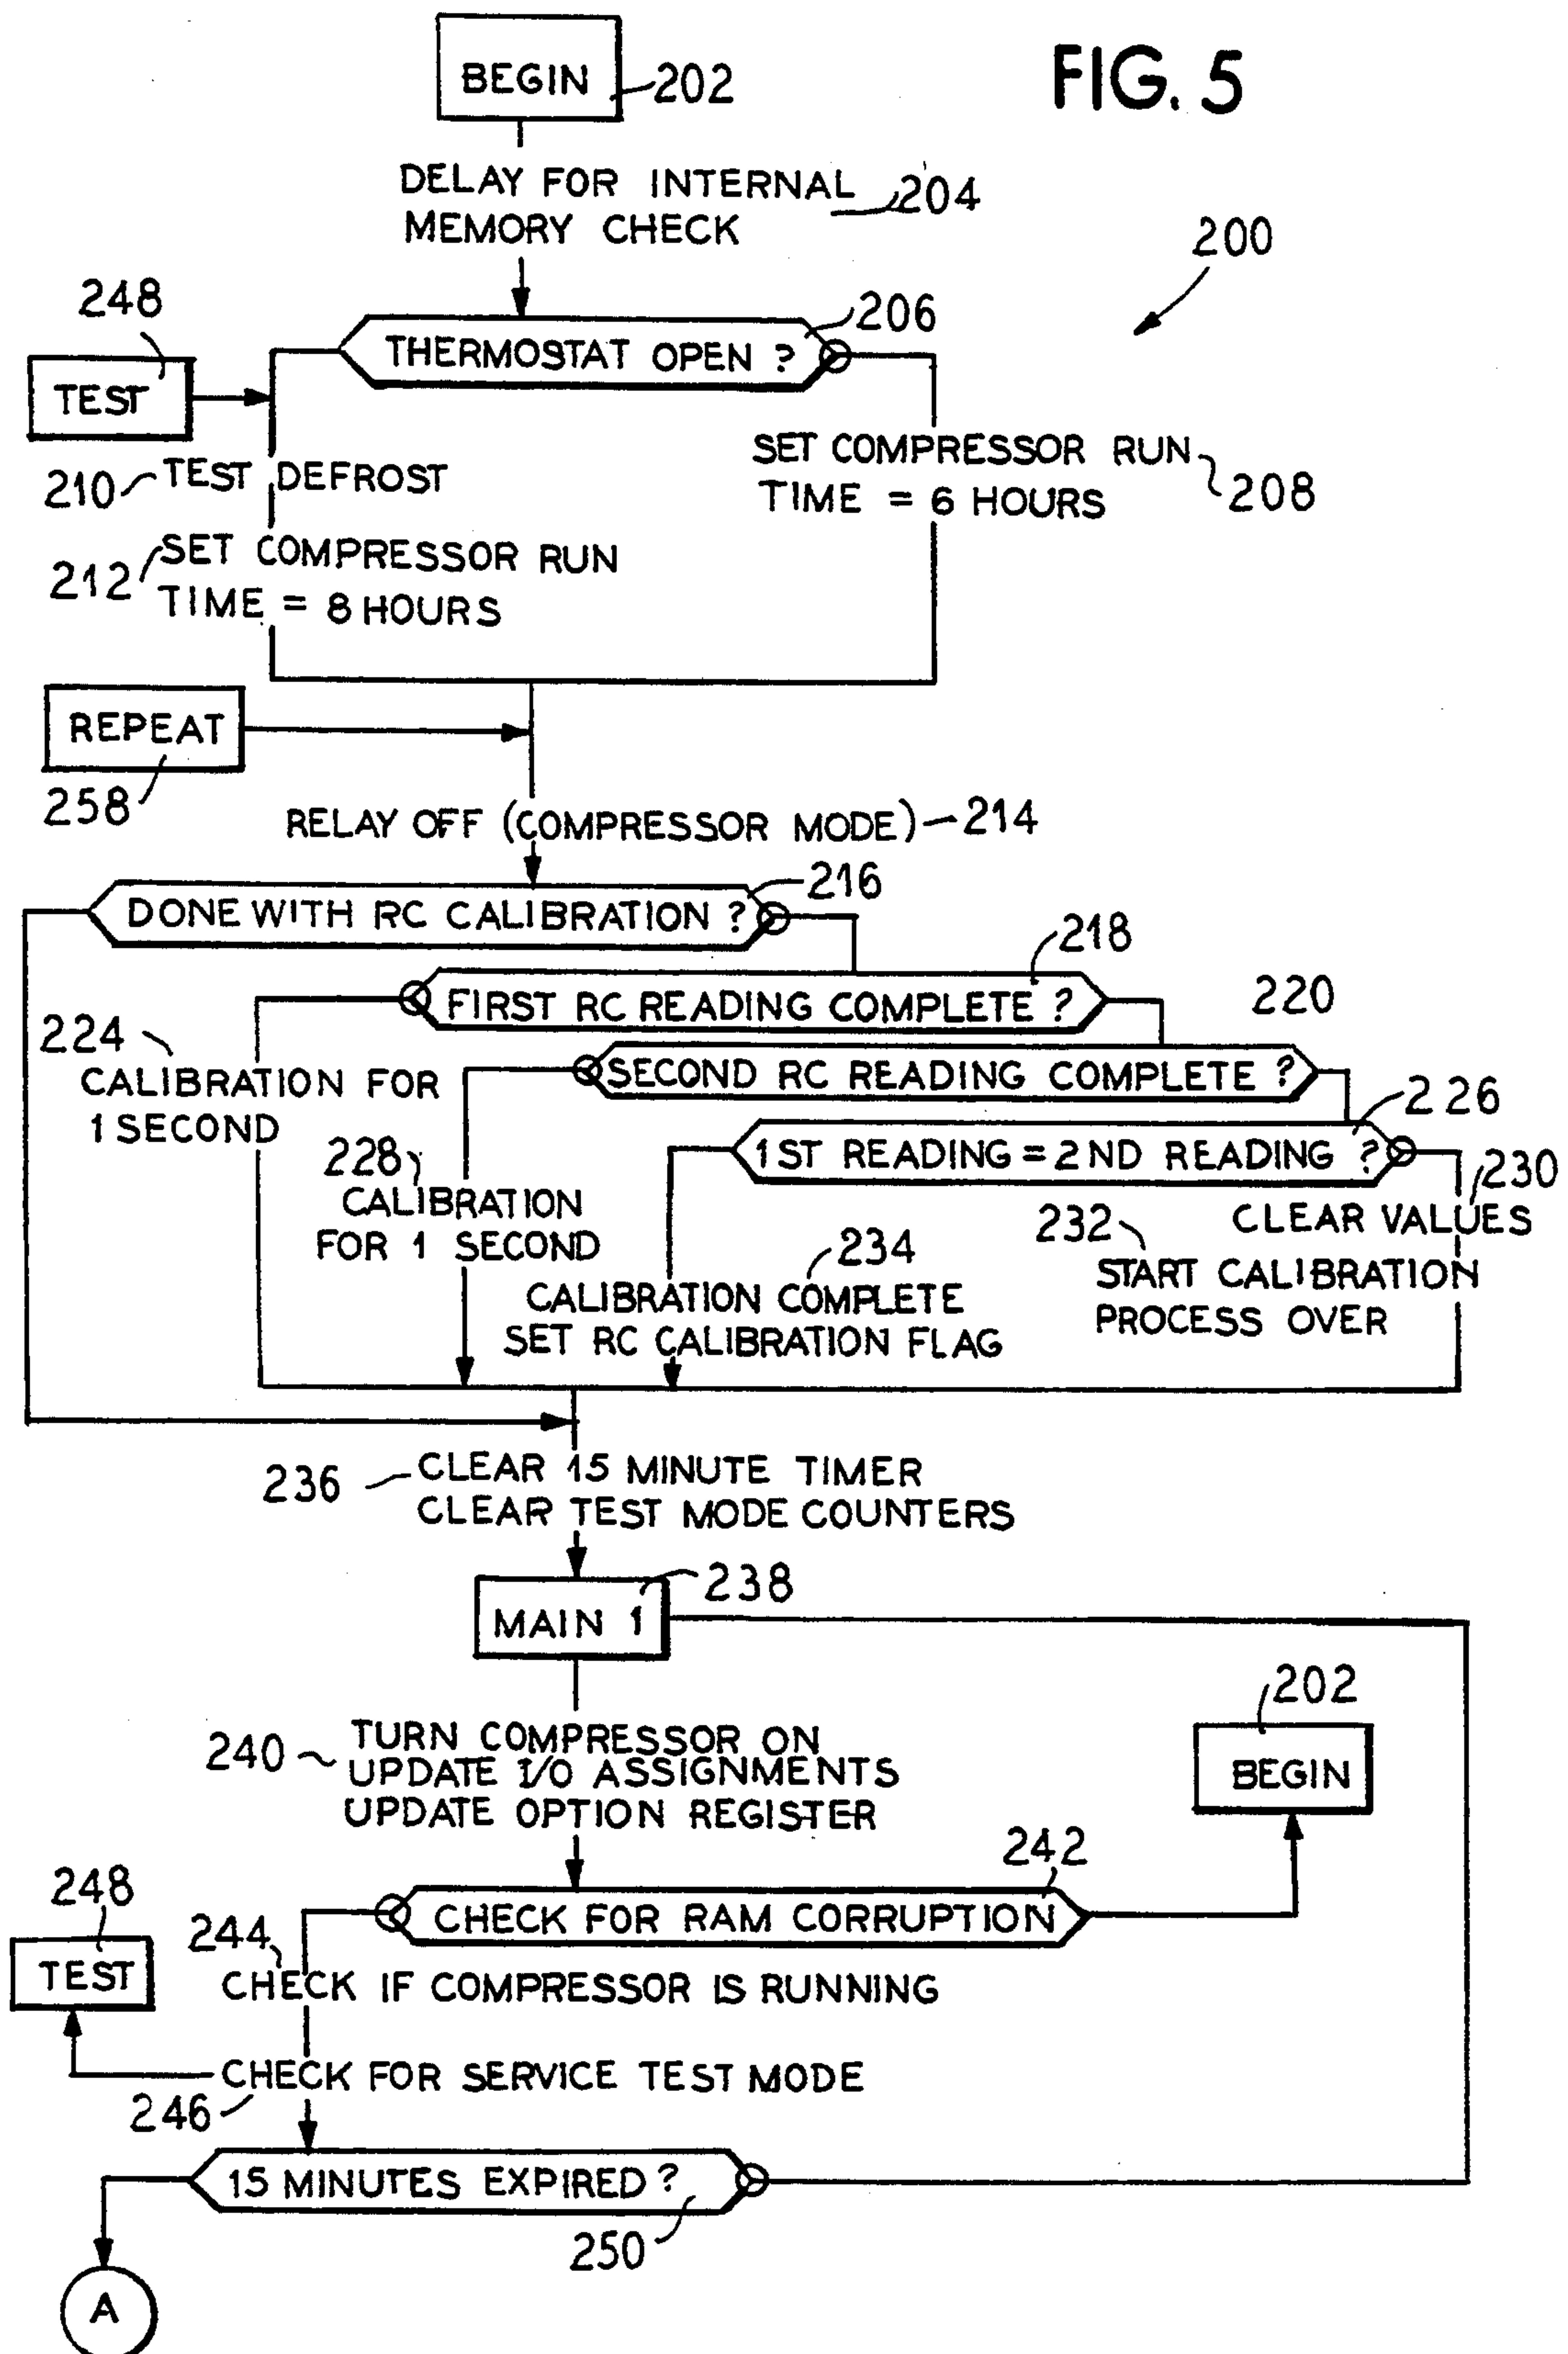 FIG. 5
BEGIN
202
DELAY FOR INTERNAL
MEMORY CHECK
204
200
248
TEST
THERMOSTAT OPEN ?
206
210
TEST DEFROST
SET COMPRESSOR RUN
TIME = 6 HOURS
208
212
SET COMPRESSOR RUN
TIME = 8 HOURS
REPEAT
258
RELAY OFF (COMPRESSOR MODE)
214
DONE WITH RC CALIBRATION ?
216
FIRST RC READING COMPLETE ?
218
220
SECOND RC READING COMPLETE ?
224
CALIBRATION FOR
1 SECOND
1ST READING = 2ND READING ?
226
228
CALIBRATION
FOR 1 SECOND
230
CLEAR VALUES
232
START CALIBRATION
PROCESS OVER
234
CALIBRATION COMPLETE
SET RC CALIBRATION FLAG
236
CLEAR 15 MINUTE TIMER
CLEAR TEST MODE COUNTERS
MAIN 1
238
240
TURN COMPRESSOR ON
UPDATE I/O ASSIGNMENTS
UPDATE OPTION REGISTER
202
BEGIN
242
CHECK FOR RAM CORRUPTION
248
TEST
244
CHECK IF COMPRESSOR IS RUNNING
CHECK FOR SERVICE TEST MODE
246
15 MINUTES EXPIRED ?
250
A